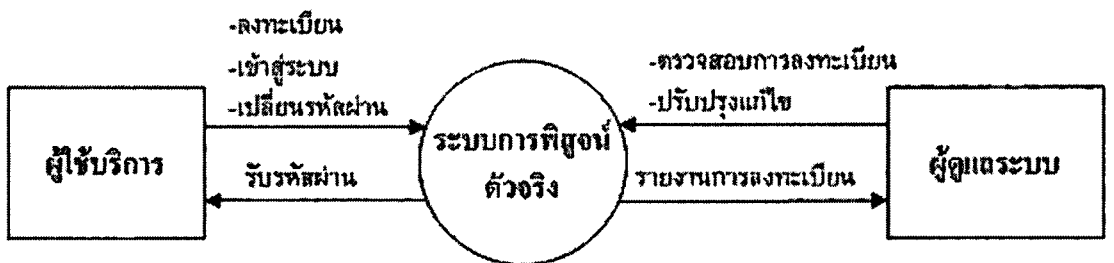 -ลงทะเบียน
-เข้าสู่ระบบ
-เปลี่ยนรหัสผ่าน
-ตรวจสอบการลงทะเบียน
-ปรับปรุงแก้ไข
ผู้ใช้บริการ
ระบบการพิสูจน์
ตัวจริง
ผู้ดูแลระบบ
รับรหัสผ่าน
รายงานการลงทะเบียน